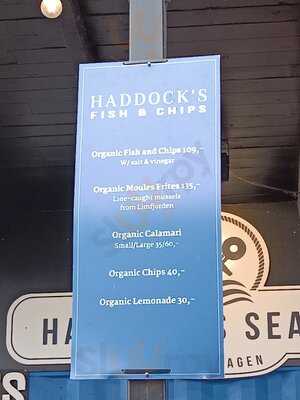 HADDOCK'S
FISH & CHIPS
Organic Fish and Chips 109,-
W/ salt & vinegar
Organic Moules Frites 135,-
Line-caught mussels
from Limfjorden
Organic Calamari
Small/Large 35/60,-
Organic Chips 40,-
Organic Lemonade 30,-
HA
S SEA
AGEN
S